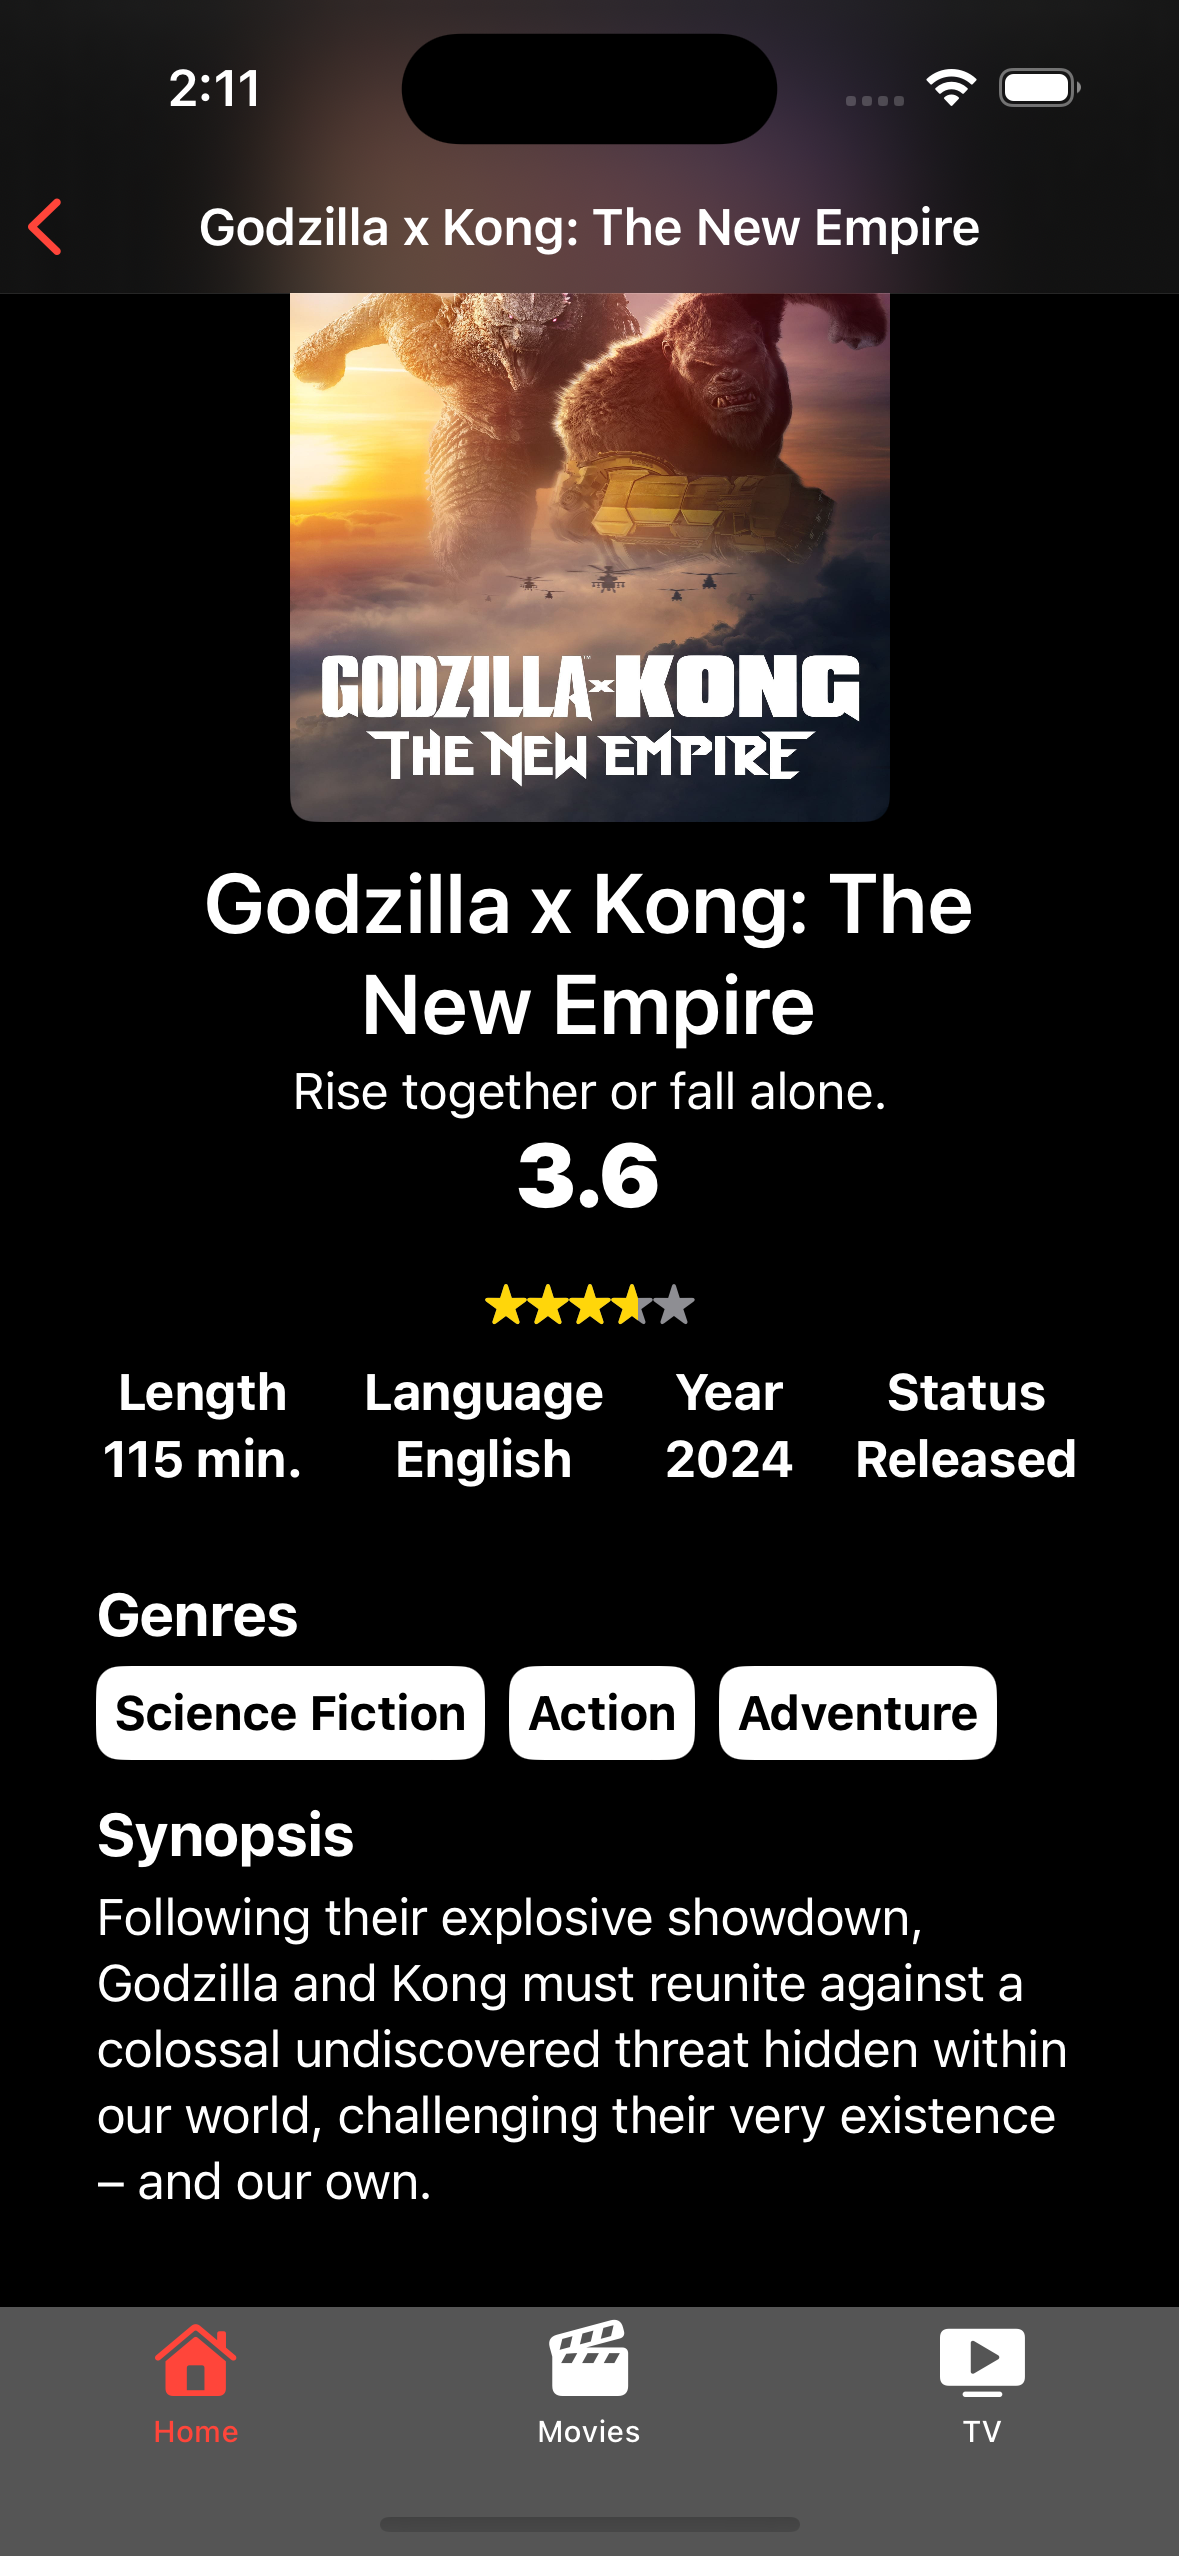 2:11
Godzilla x Kong: The New Empire
GODZILLA x KONG
THE NEW EMPIRE
Godzilla x Kong: The
New Empire
Rise together or fall alone.
3.6
Length Language Year Status
115 min. English 2024 Released
Genres
Science Fiction Action Adventure
Synopsis
Following their explosive showdown,
Godzilla and Kong must reunite against a
colossal undiscovered threat hidden within
our world, challenging their very existence
– and our own.
Home Movies TV